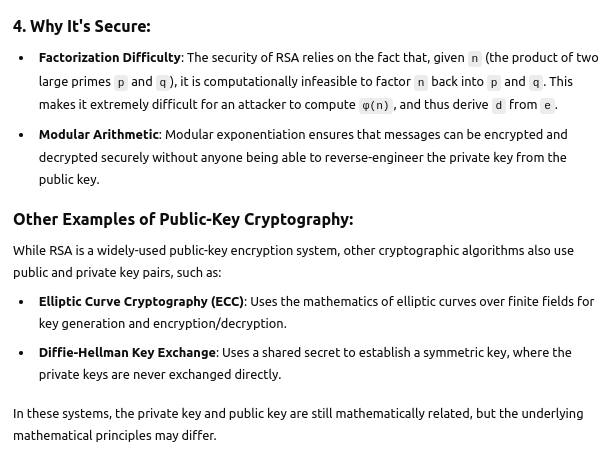 4. Why It's Secure:
• Factorization Difficulty: The security of RSA relies on the fact that, given n (the product of two
large primes p and q), it is computationally infeasible to factor n back into p and q. This
makes it extremely difficult for an attacker to compute φ(n), and thus derive d from e.
• Modular Arithmetic: Modular exponentiation ensures that messages can be encrypted and
decrypted securely without anyone being able to reverse-engineer the private key from the
public key.
Other Examples of Public-Key Cryptography:
While RSA is a widely-used public-key encryption system, other cryptographic algorithms also use
public and private key pairs, such as:
• Elliptic Curve Cryptography (ECC): Uses the mathematics of elliptic curves over finite fields for
key generation and encryption/decryption.
• Diffie-Hellman Key Exchange: Uses a shared secret to establish a symmetric key, where the
private keys are never exchanged directly.
In these systems, the private key and public key are still mathematically related, but the underlying
mathematical principles may differ.